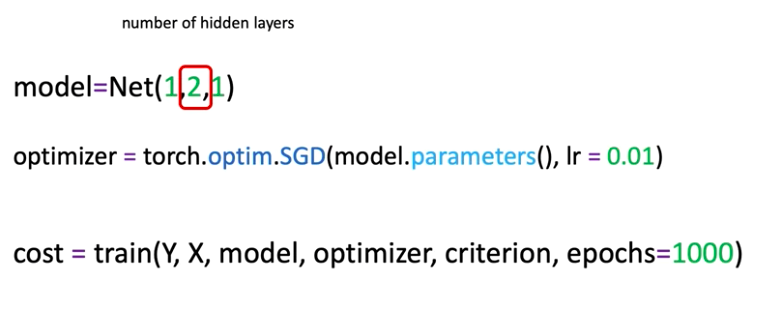 number of hidden layers
model=Net(1,2,1)
optimizer = torch.optim.SGD(model.parameters(), lr = 0.01)
cost = train(Y, X, model, optimizer, criterion, epochs=1000)